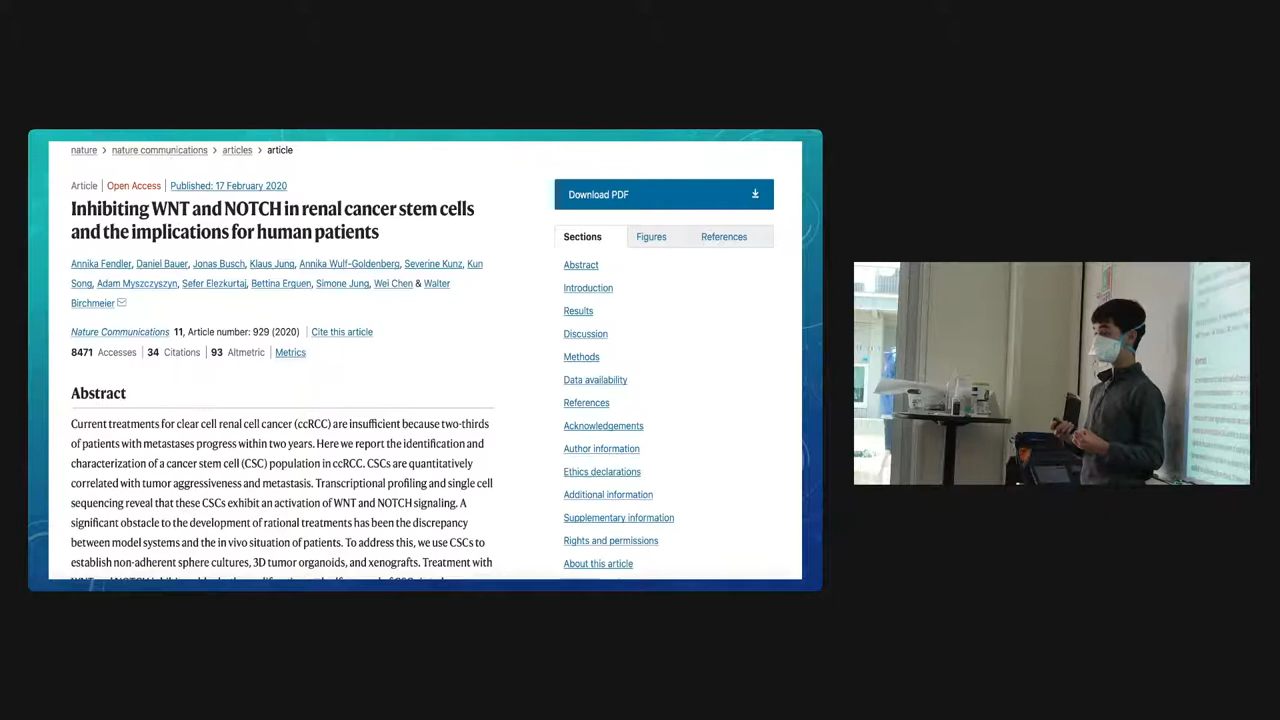 nature > nature communications > articles > article
Article | Open Access | Published: 17 February 2020
Inhibiting WNT and NOTCH in renal cancer stem cells
and the implications for human patients
Annika Fendler, Daniel Bauer, Jonas Busch, Klaus Jung, Annika Wulf-Goldenberg, Severine Kunz, Kun
Song, Adam Myszczyszyn, Sefer Elezkurtaj, Bettina Erguen, Simone Jung, Wei Chen & Walter
Birchmeier
Nature Communications 11, Article number: 929 (2020) | Cite this article
8471 Accesses | 34 Citations | 93 Altmetric | Metrics
Abstract
Current treatments for clear cell renal cell cancer (ccRCC) are insufficient because two-thirds
of patients with metastases progress within two years. Here we report the identification and
characterization of a cancer stem cell (CSC) population in ccRCC. CSCs are quantitatively
correlated with tumor aggressiveness and metastasis. Transcriptional profiling and single cell
sequencing reveal that these CSCs exhibit an activation of WNT and NOTCH signaling. A
significant obstacle to the development of rational treatments has been the discrepancy
between model systems and the in vivo situation of patients. To address this, we use CSCs to
establish non-adherent sphere cultures, 3D tumor organoids, and xenografts. Treatment with
Download PDF
Sections Figures References
Abstract
Introduction
Results
Discussion
Methods
Data availability
References
Acknowledgements
Author information
Ethics declarations
Additional information
Supplementary information
Rights and permissions
About this article